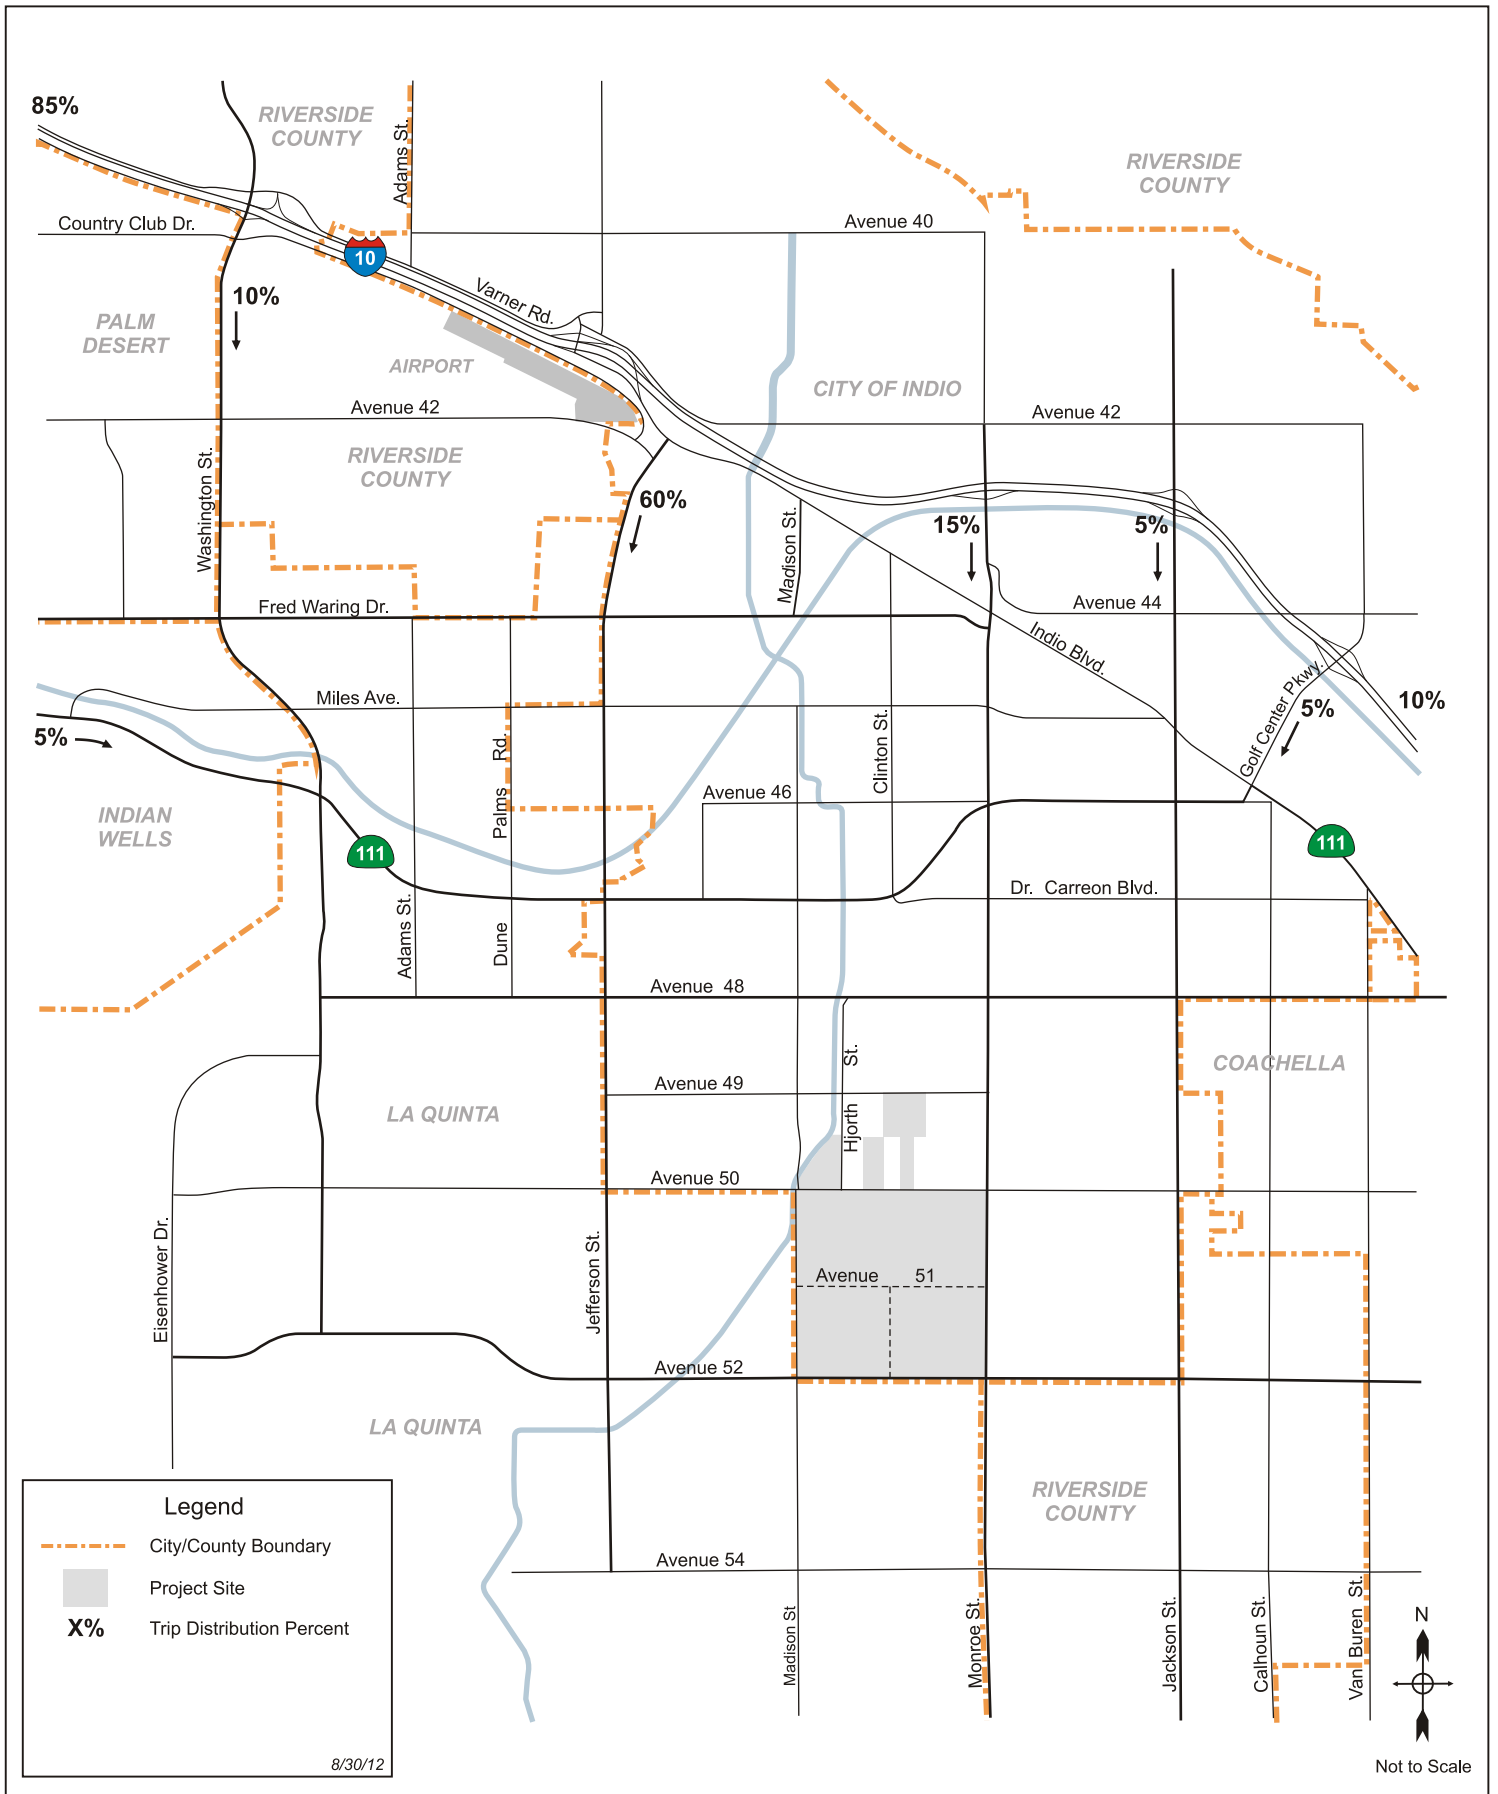 85%
RIVERSIDE
COUNTY
Adams St.
RIVERSIDE
COUNTY
Country Club Dr.
Avenue 40
10
Varner Rd.
10%
PALM
DESERT
AIRPORT
CITY OF INDIO
Avenue 42
Avenue 42
RIVERSIDE
COUNTY
Washington St.
60%
Madison St.
15%
5%
Fred Waring Dr.
Avenue 44
Indio Blvd.
Miles Ave.
Golf Center Pkwy.
10%
5%
5%
Clinton St.
Palms Rd.
Avenue 46
INDIAN
WELLS
111
111
Dr. Carreon Blvd.
Adams St.
Dune
Avenue 48
St.
COACHELLA
Avenue 49
LA QUINTA
Hjorth
Avenue 50
Eisenhower Dr.
Jefferson St.
Avenue 51
Avenue 52
LA QUINTA
RIVERSIDE
COUNTY
Legend
City/County Boundary
Project Site
X% Trip Distribution Percent
8/30/12
Avenue 54
Madison St
Monroe St.
Jackson St.
Calhoun St.
Van Buren St.
N
Not to Scale